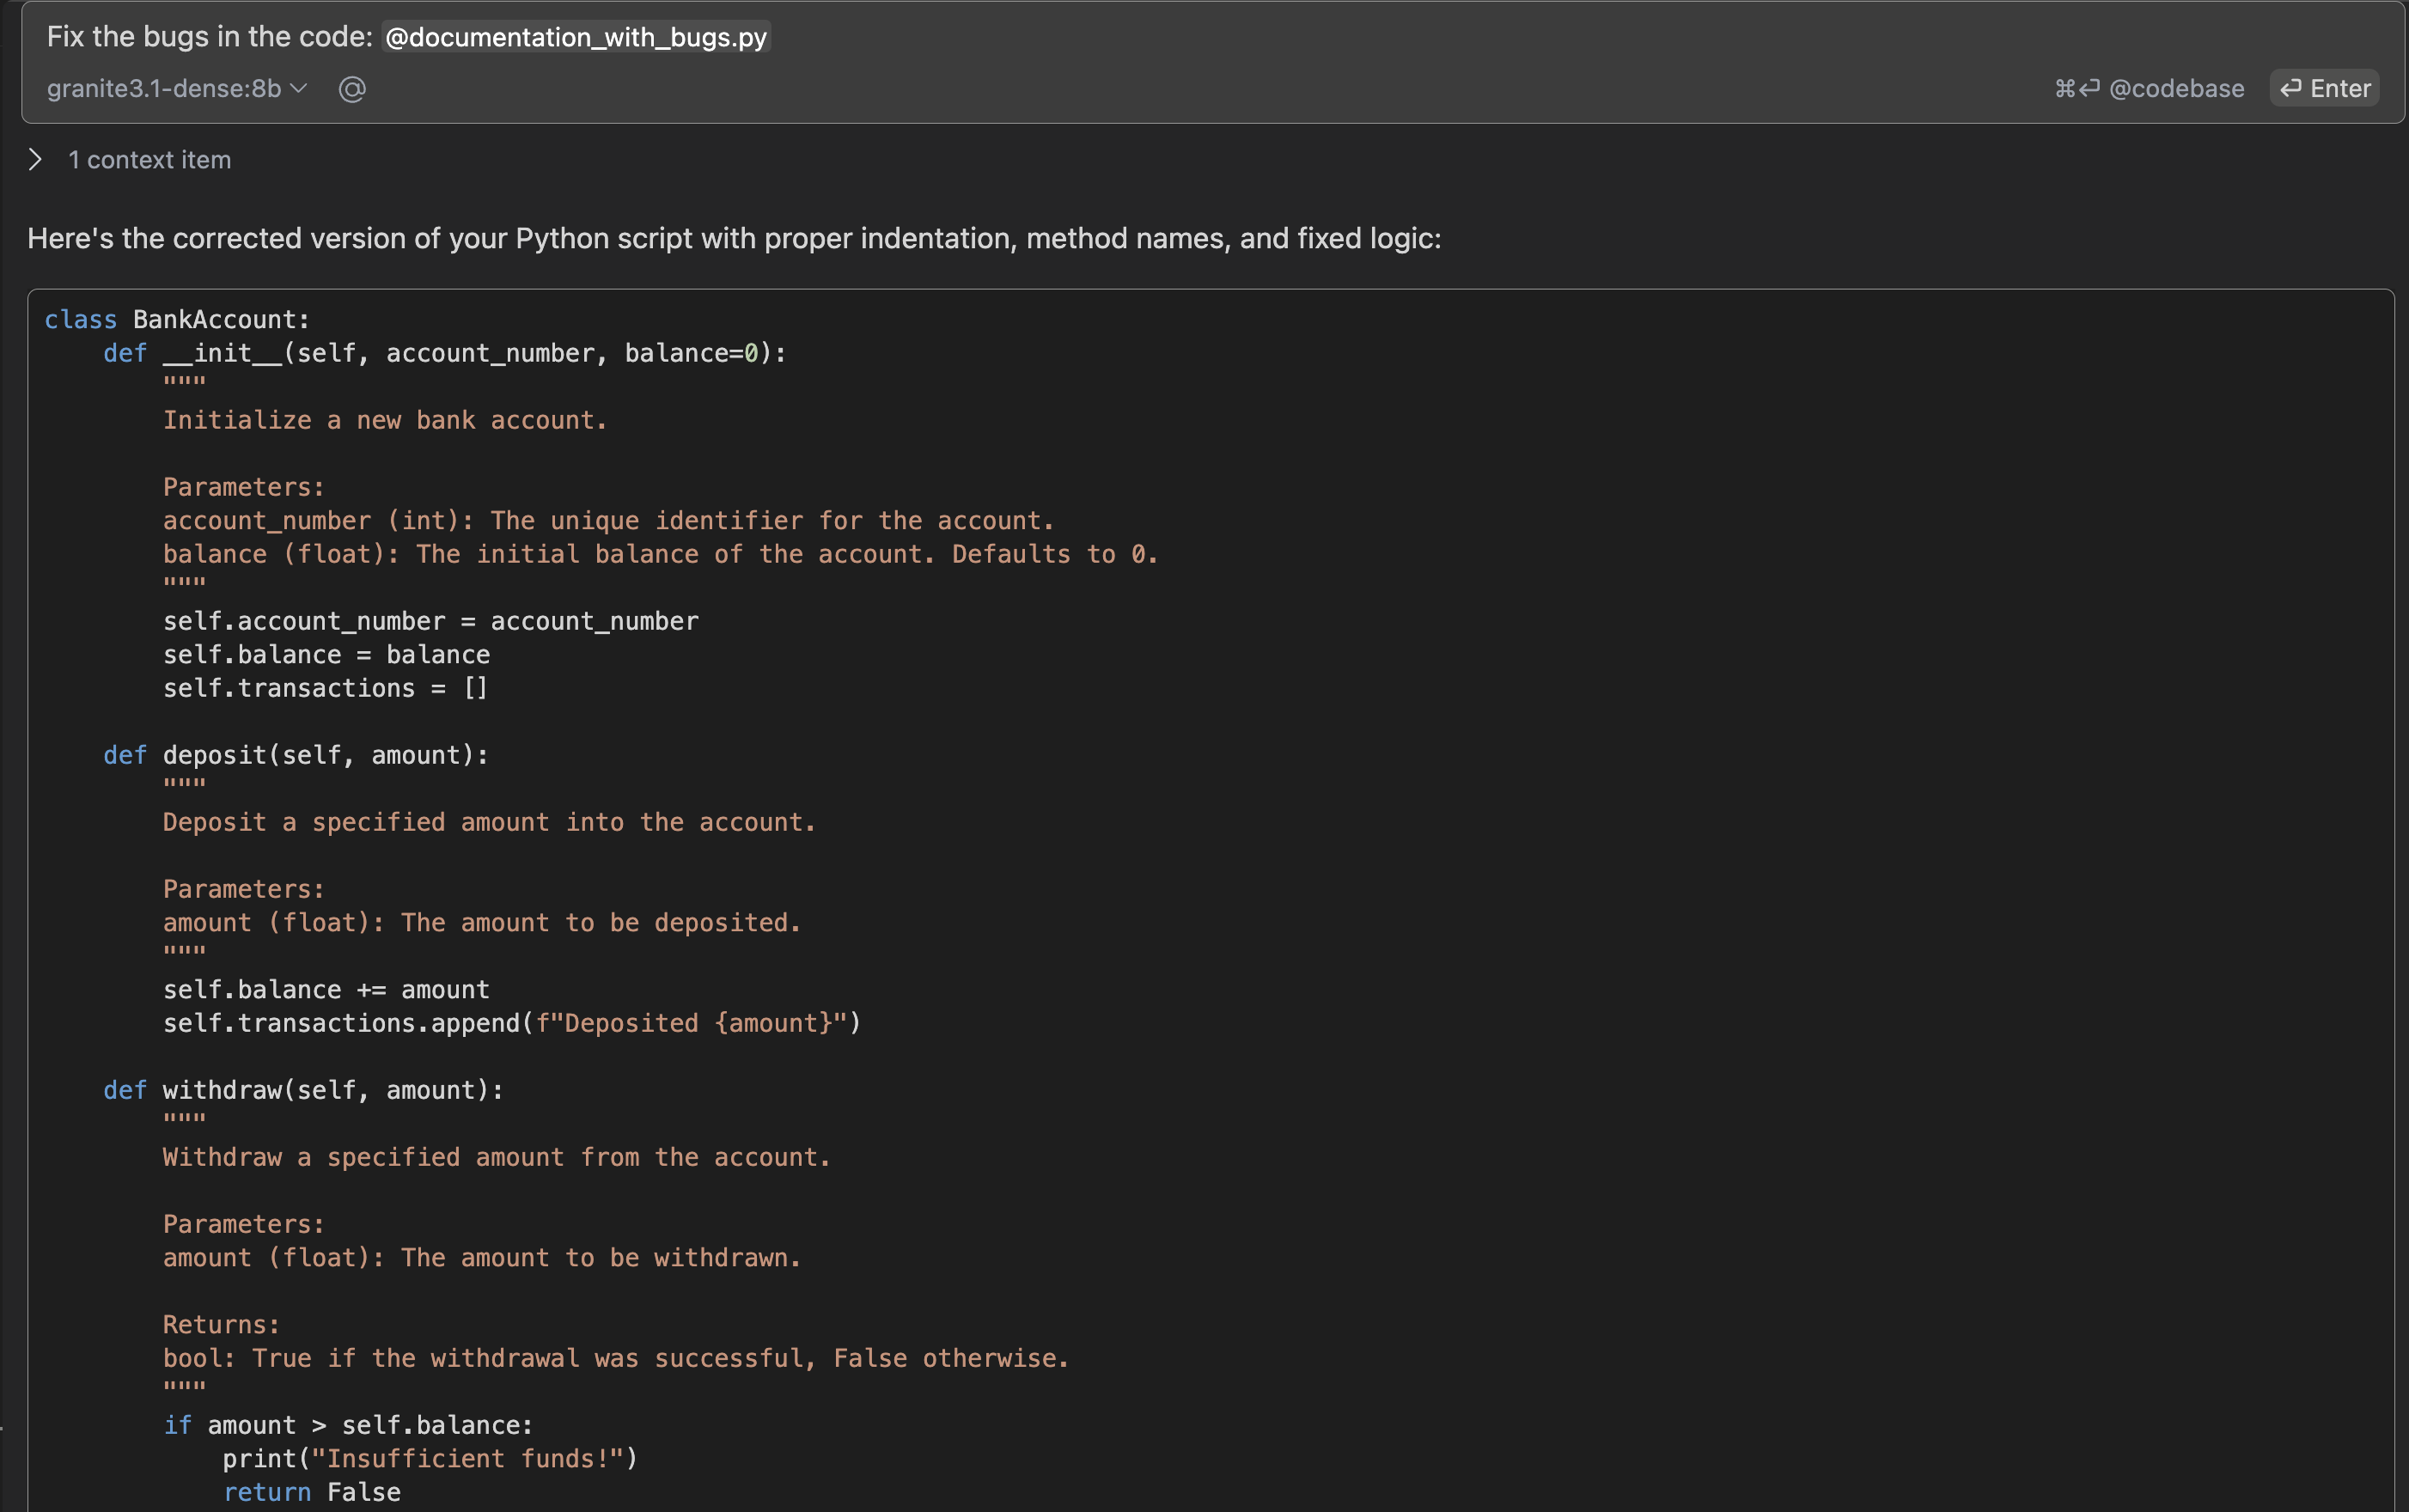 Fix the bugs in the code: @documentation_with_bugs.py
granite3.1-dense:8b @ ⌘⏎ @codebase ⏎ Enter
1 context item
Here's the corrected version of your Python script with proper indentation, method names, and fixed logic:
class BankAccount:
    def __init__(self, account_number, balance=0):
        """
        Initialize a new bank account.

        Parameters:
        account_number (int): The unique identifier for the account.
        balance (float): The initial balance of the account. Defaults to 0.
        """
        self.account_number = account_number
        self.balance = balance
        self.transactions = []

    def deposit(self, amount):
        """
        Deposit a specified amount into the account.

        Parameters:
        amount (float): The amount to be deposited.
        """
        self.balance += amount
        self.transactions.append(f"Deposited {amount}")

    def withdraw(self, amount):
        """
        Withdraw a specified amount from the account.

        Parameters:
        amount (float): The amount to be withdrawn.

        Returns:
        bool: True if the withdrawal was successful, False otherwise.
        """
        if amount > self.balance:
            print("Insufficient funds!")
            return False